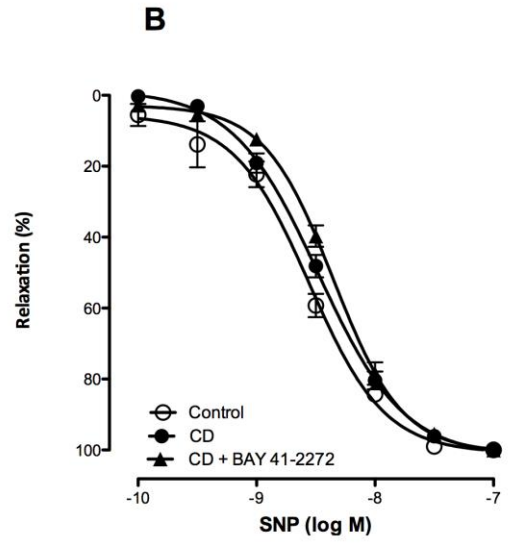 B
Relaxation (%)
0
20
40
60
80
100
Control
CD
CD + BAY 41-2272
-10
-9
-8
-7
SNP (log M)